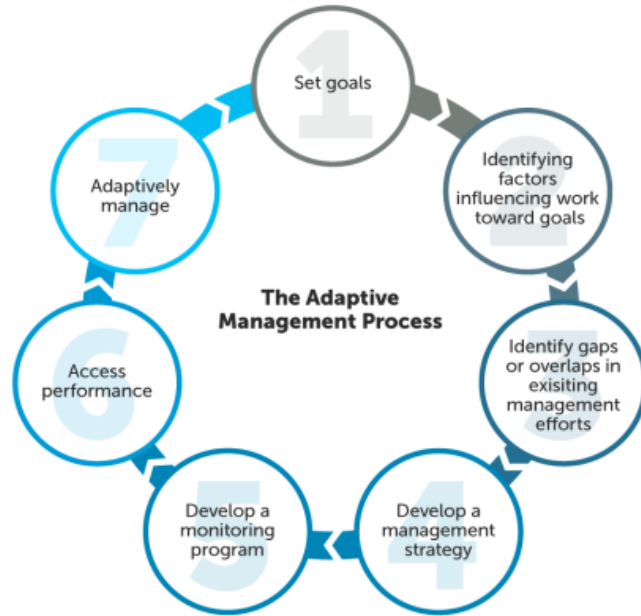 1
Set goals
2
Identifying
factors
influencing work
toward goals
3
Identify gaps
or overlaps in
exisiting
management
efforts
4
Develop a
management
strategy
5
Develop a
monitoring
program
6
Access
performance
7
Adaptively
manage
The Adaptive
Management Process